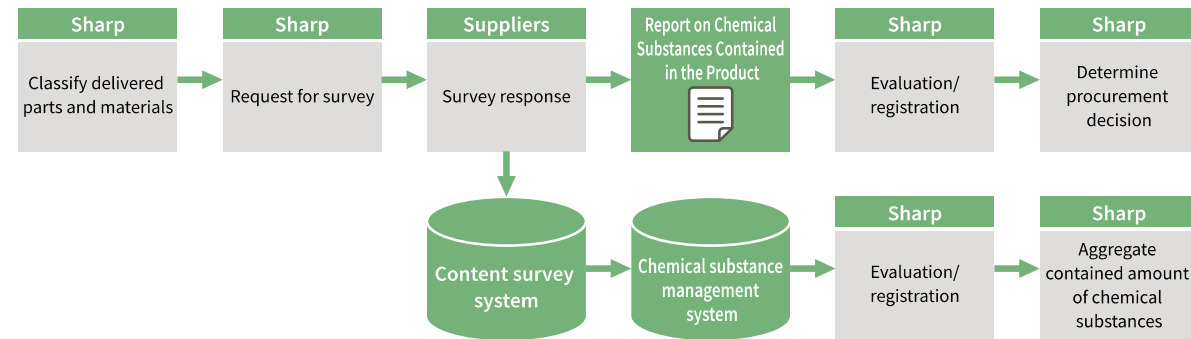 Sharp
Classify delivered
parts and materials
Sharp
Request for survey
Suppliers
Survey response
Report on Chemical
Substances Contained
in the Product
Sharp
Evaluation/
registration
Sharp
Determine
procurement
decision
Content survey
system
Chemical substance
management
system
Sharp
Evaluation/
registration
Sharp
Aggregate
contained amount
of chemical
substances